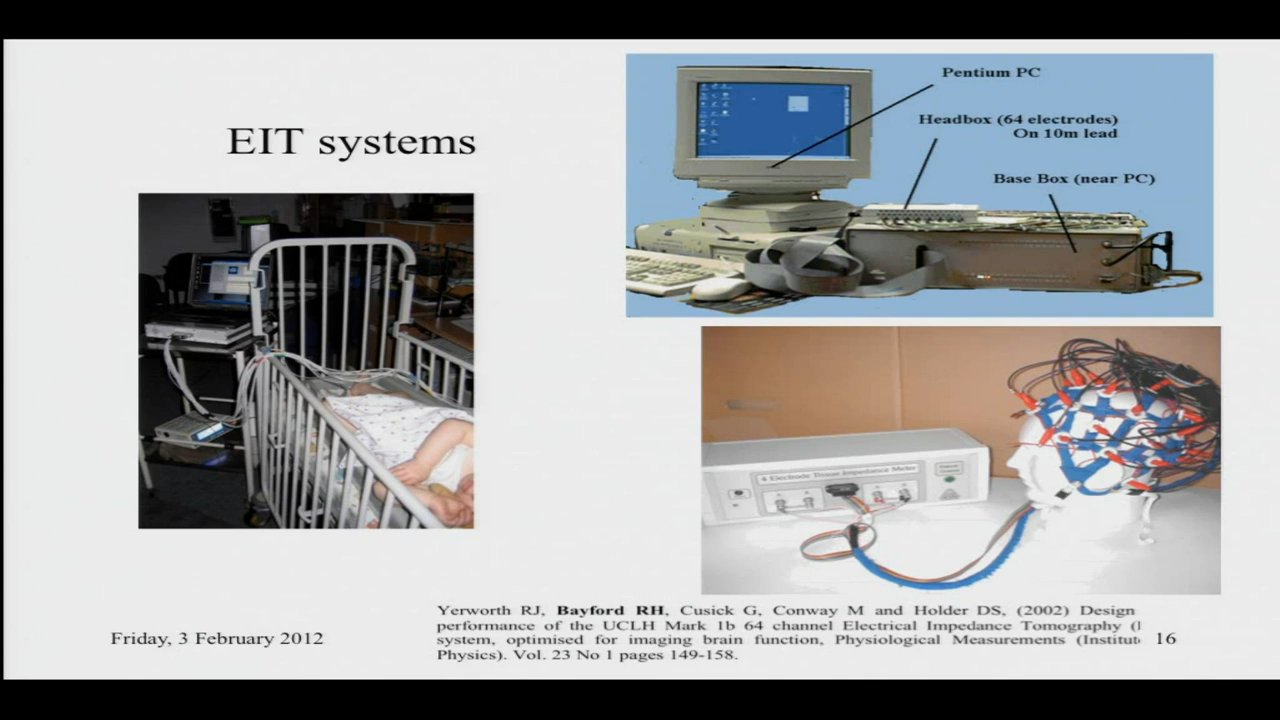 EIT systems
Pentium PC
Headbox (64 electrodes)
On 10m lead
Base Box (near PC)
4 Electrode Tissue Impedance Meter
Yerworth RJ, Bayford RH, Cusick G, Conway M and Holder DS, (2002) Design
performance of the UCLH Mark 1b 64 channel Electrical Impedance Tomography (
system, optimised for imaging brain function, Physiological Measurements (Institut
Physics). Vol. 23 No 1 pages 149-158.
Friday, 3 February 2012
16